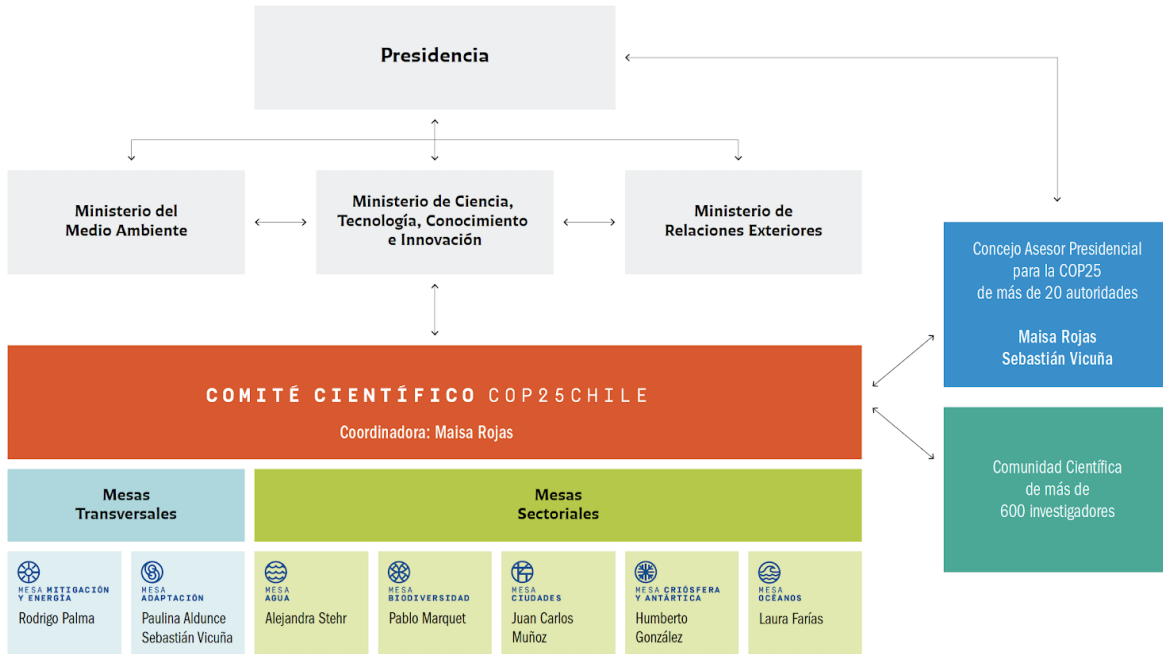 Presidencia
Ministerio del
Medio Ambiente
Ministerio de Ciencia,
Tecnología, Conocimiento
e Innovación
Ministerio de
Relaciones Exteriores
Concejo Asesor Presidencial
para la COP25
de más de 20 autoridades
Maisa Rojas
Sebastián Vicuña
COMITÉ CIENTÍFICO COP25CHILE
Coordinadora: Maisa Rojas
Comunidad Científica
de más de
600 investigadores
Mesas
Transversales
Mesas
Sectoriales
MESA MITIGACIÓN
Y ENERGÍA
Rodrigo Palma
MESA
ADAPTACIÓN
Paulina Aldunce
Sebastián Vicuña
MESA
AGUA
Alejandra Stehr
MESA
BIODIVERSIDAD
Pablo Marquet
MESA
CIUDADES
Juan Carlos
Muñoz
MESA CRIÓSFERA
Y ANTÁRTICA
Humberto
González
MESA
OCÉANOS
Laura Farías